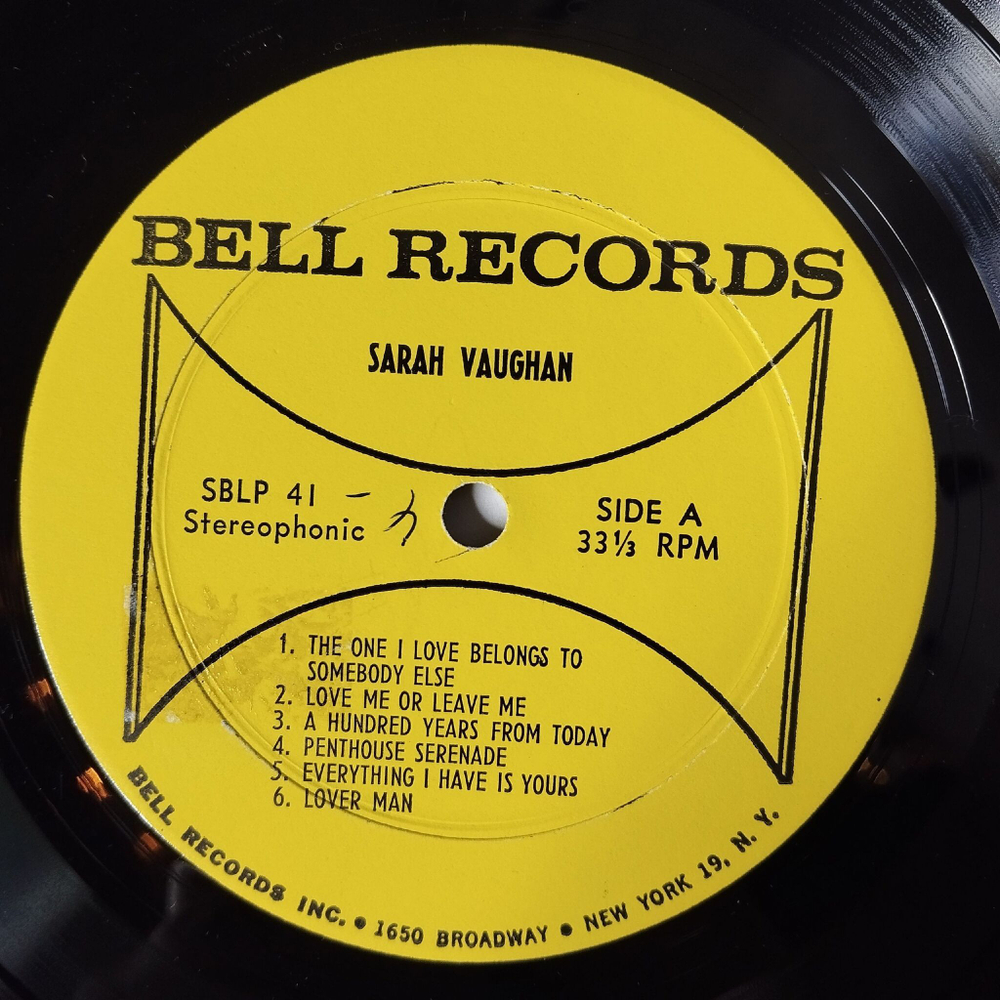 BELL RECORDS
SARAH VAUGHAN
SBLP 41
Stereophonic
SIDE A
33⅓ RPM
1. THE ONE I LOVE BELONGS TO
SOMEBODY ELSE
2. LOVE ME OR LEAVE ME
3. A HUNDRED YEARS FROM TODAY
4. PENTHOUSE SERENADE
5. EVERYTHING I HAVE IS YOURS
6. LOVER MAN
BELL RECORDS INC. • 1650 BROADWAY • NEW YORK 19, N. Y.